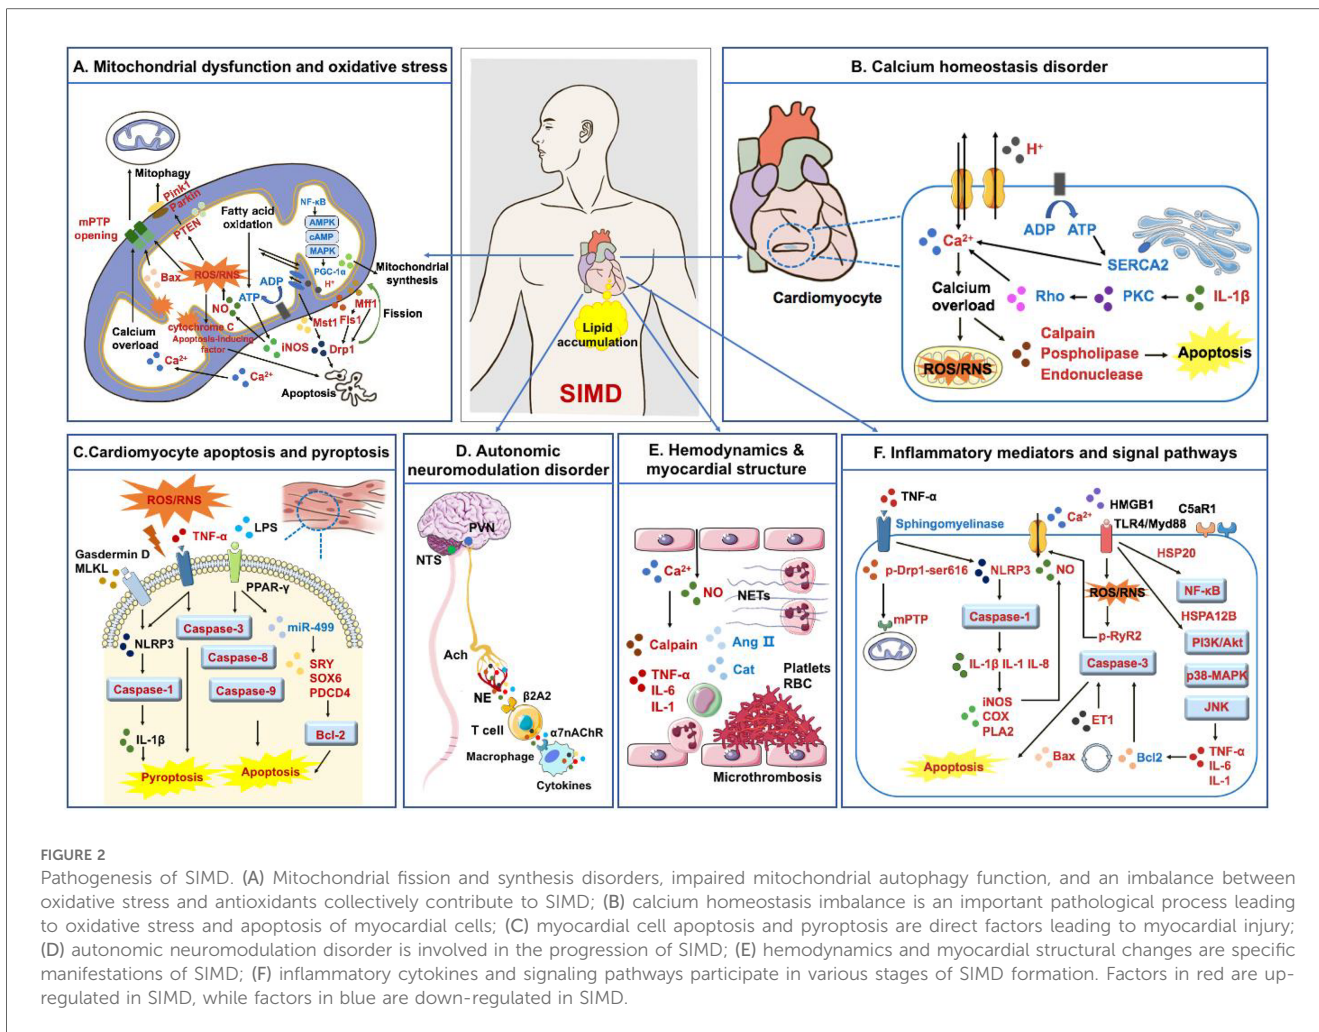 A. Mitochondrial dysfunction and oxidative stress
Mitophagy
Pink1
Parkin
mPTP
opening
PTEN
Fatty acid
oxidation
NF-κB
AMPK
cAMP
MAPK
PGC-1α
Mitochondrial
synthesis
Bax
ROS/RNS
ADP
H⁺
ATP
NO
Mff1
Fis1
Fission
Mst1
Calcium
overload
cytochrome C
Apoptosis-Inducing
factor
iNOS
Drp1
Ca²⁺
Ca²⁺
Apoptosis
Lipid
accumulation
SIMD
B. Calcium homeostasis disorder
Cardiomyocyte
H⁺
Ca²⁺
ADP
ATP
SERCA2
Calcium
overload
Rho
PKC
IL-1β
ROS/RNS
Calpain
Pospholipase
Endonuclease
Apoptosis
C.Cardiomyocyte apoptosis and pyroptosis
ROS/RNS
TNF-α
LPS
Gasdermin D
MLKL
PPAR-γ
NLRP3
Caspase-3
miR-499
Caspase-8
SRY
SOX6
PDCD4
Caspase-1
Caspase-9
IL-1β
Bcl-2
Pyroptosis
Apoptosis
D. Autonomic
neuromodulation disorder
PVN
NTS
Ach
NE
β2A2
T cell
α7nAChR
Macrophage
Cytokines
E. Hemodynamics &
myocardial structure
Ca²⁺
NO
NETs
Calpain
Ang II
Cat
TNF-α
IL-6
IL-1
Platelets
RBC
Microthrombosis
F. Inflammatory mediators and signal pathways
TNF-α
Sphingomyelinase
Ca²⁺
HMGB1
TLR4/Myd88
C5aR1
p-Drp1-ser616
NLRP3
NO
HSP20
ROS/RNS
NF-κB
mPTP
Caspase-1
HSPA12B
p-RyR2
PI3K/Akt
IL-1β IL-1 IL-8
Caspase-3
p38-MAPK
iNOS
COX
PLA2
ET1
JNK
Apoptosis
Bax
Bcl2
TNF-α
IL-6
IL-1
FIGURE 2
Pathogenesis of SIMD. (A) Mitochondrial fission and synthesis disorders, impaired mitochondrial autophagy function, and an imbalance between
oxidative stress and antioxidants collectively contribute to SIMD; (B) calcium homeostasis imbalance is an important pathological process leading
to oxidative stress and apoptosis of myocardial cells; (C) myocardial cell apoptosis and pyroptosis are direct factors leading to myocardial injury;
(D) autonomic neuromodulation disorder is involved in the progression of SIMD; (E) hemodynamics and myocardial structural changes are specific
manifestations of SIMD; (F) inflammatory cytokines and signaling pathways participate in various stages of SIMD formation. Factors in red are up-
regulated in SIMD, while factors in blue are down-regulated in SIMD.